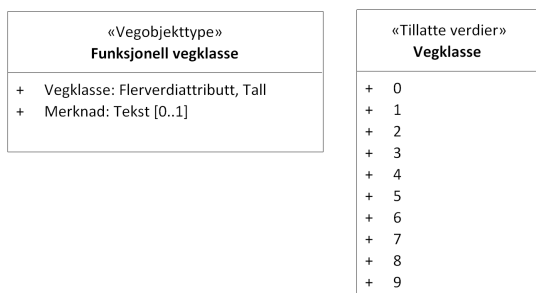 «Vegobjekttype»
Funksjonell vegklasse
+ Vegklasse: Flerverdiattributt, Tall
+ Merknad: Tekst [0..1]
«Tillatte verdier»
Vegklasse
+ 0
+ 1
+ 2
+ 3
+ 4
+ 5
+ 6
+ 7
+ 8
+ 9